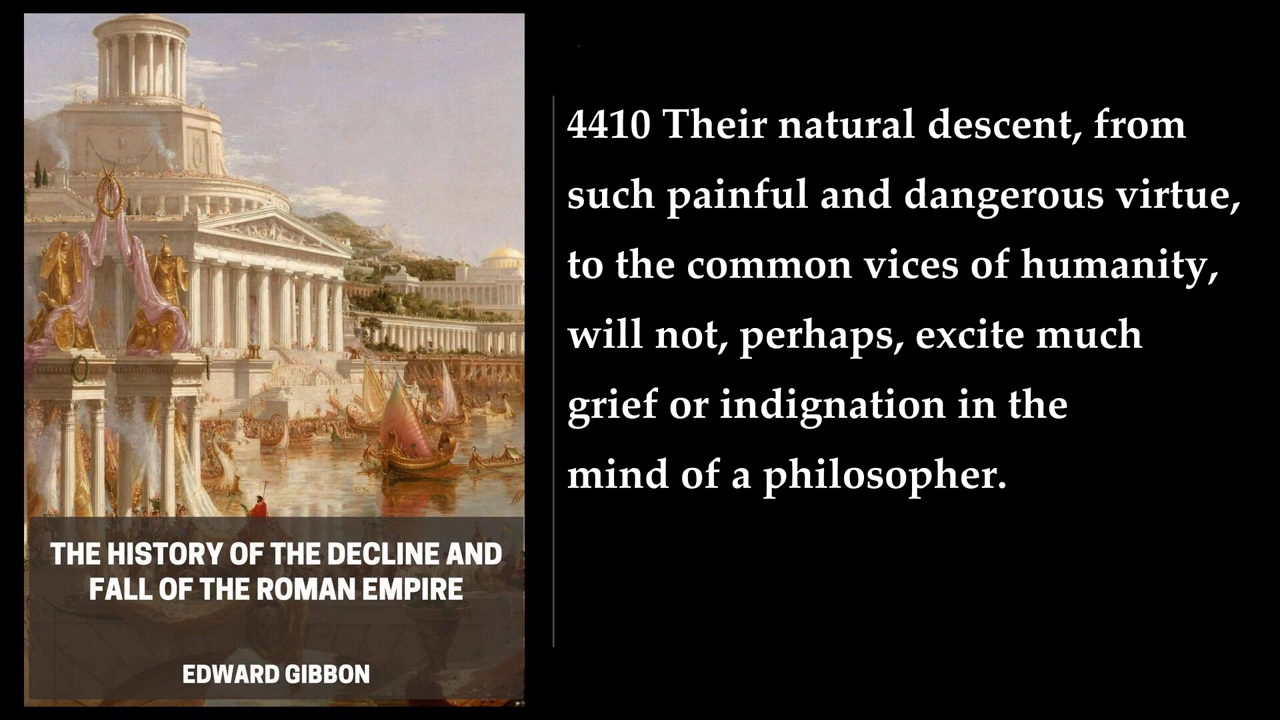 4410 Their natural descent, from
such painful and dangerous virtue,
to the common vices of humanity,
will not, perhaps, excite much
grief or indignation in the
mind of a philosopher.
THE HISTORY OF THE DECLINE AND
FALL OF THE ROMAN EMPIRE
EDWARD GIBBON